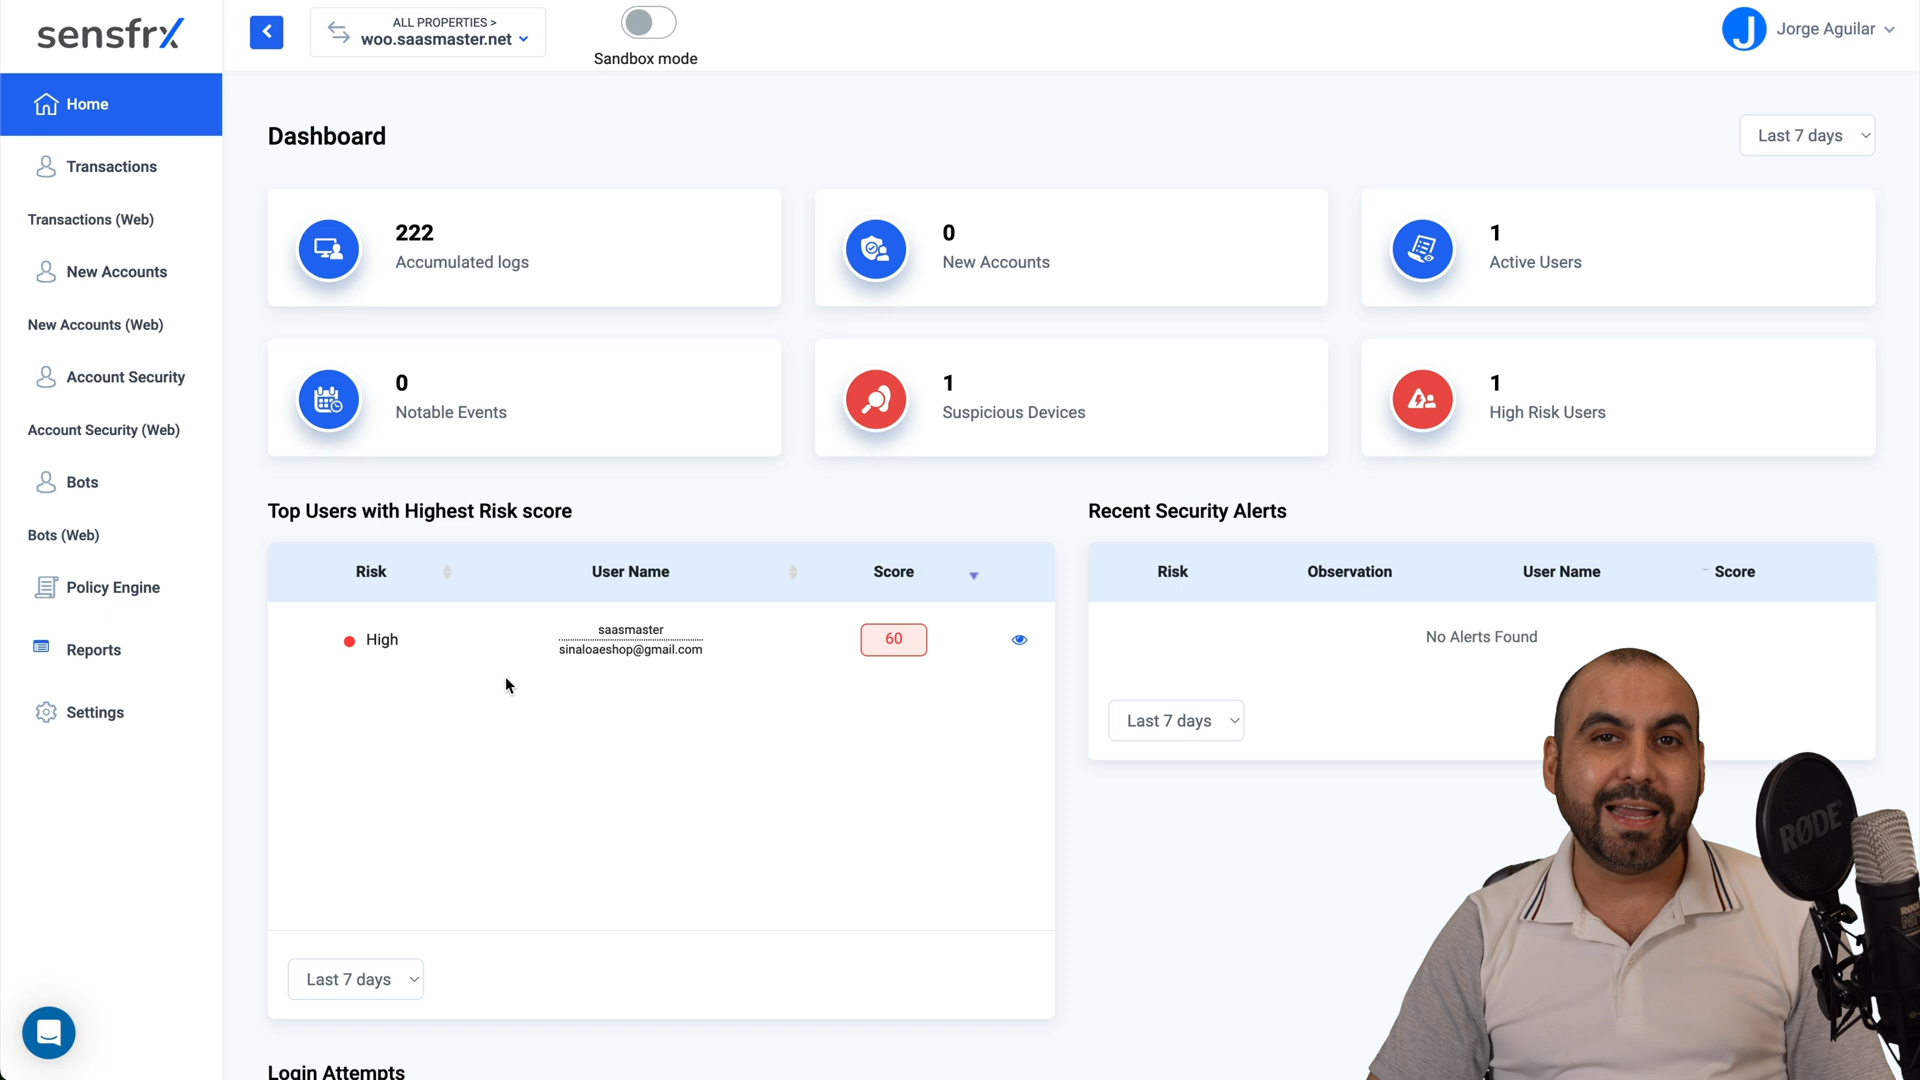 sensfrx
ALL PROPERTIES >
woo.saasmaster.net
Sandbox mode
J
Jorge Aguilar
Home
Transactions
Transactions (Web)
New Accounts
New Accounts (Web)
Account Security
Account Security (Web)
Bots
Bots (Web)
Policy Engine
Reports
Settings
Dashboard
Last 7 days
222
Accumulated logs
0
New Accounts
1
Active Users
0
Notable Events
1
Suspicious Devices
1
High Risk Users
Top Users with Highest Risk score
Risk User Name Score
High saasmaster 60
sinaloaeshop@gmail.com
Last 7 days
Recent Security Alerts
Risk Observation User Name Score
No Alerts Found
Last 7 days
RØDE
Login Attempts